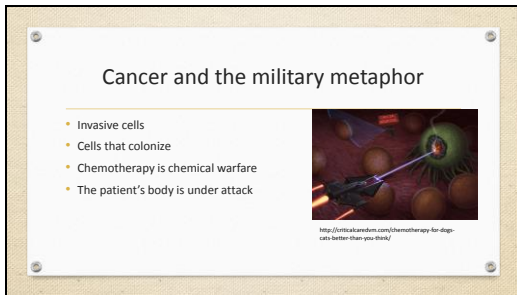 Cancer and the military metaphor
Invasive cells
Cells that colonize
Chemotherapy is chemical warfare
The patient's body is under attack
http://criticalcaredvm.com/chemotherapy-for-dogs-
cats-better-than-you-think/